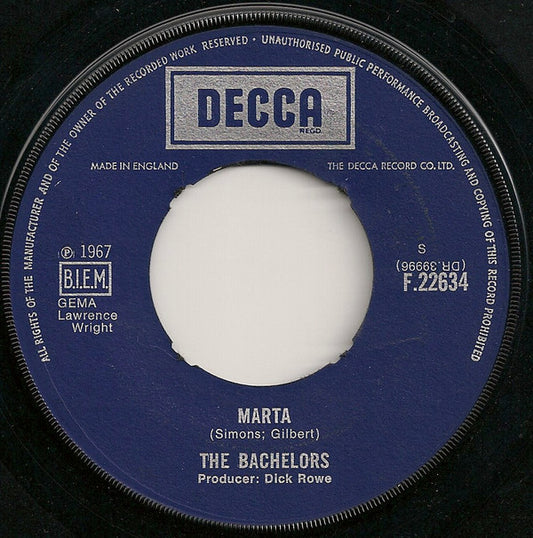 ALL RIGHTS OF THE MANUFACTURER AND OF THE OWNER OF THE RECORDED WORK RESERVED · UNAUTHORISED PUBLIC PERFORMANCE BROADCASTING AND COPYING OF THIS RECORD PROHIBITED
DECCA
REGD.
MADE IN ENGLAND
THE DECCA RECORD CO. LTD.
℗ 1967
B.I.E.M.
GEMA
Lawrence
Wright
S
(DR.39996)
F.22634
MARTA
(Simons; Gilbert)
THE BACHELORS
Producer: Dick Rowe